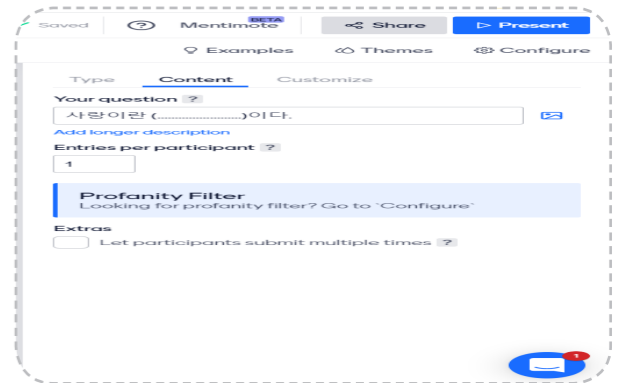 Saved ? Mentimote BETA Share Present
Examples Themes Configure
Type Content Customize
Your question ?
사랑이란 (........................)이다.
Add longer description
Entries per participant ?
1
Profanity Filter
Looking for profanity filter? Go to `Configure`
Extras
Let participants submit multiple times ?
1